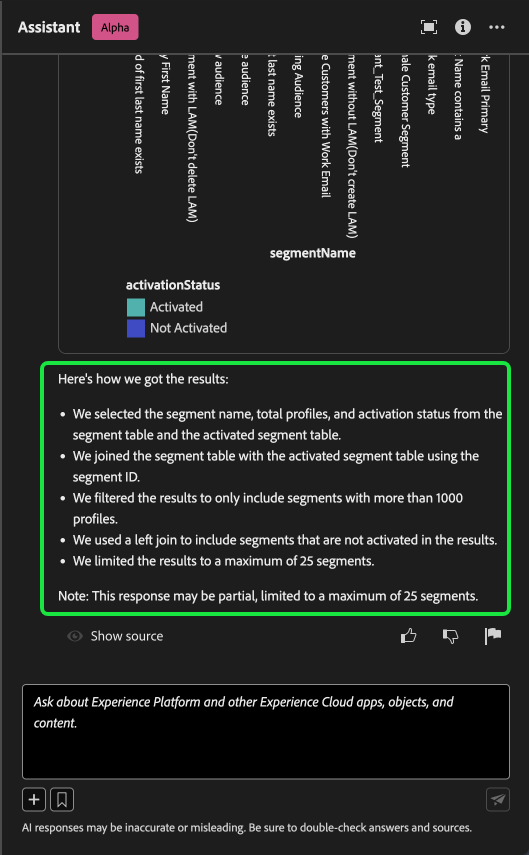 Assistant
Alpha
d of first last name exists
y First Name
ment with LAM(Don't delete LAM)
w audience
e audience
t last name exists
ing Audience
e Customers with Work Email
ment without LAM(Don't create LAM)
ant_Test_Segment
ale Customer Segment
k email type
t Name contains a
rk Email Primary
segmentName
activationStatus
Activated
Not Activated
Here's how we got the results:
• We selected the segment name, total profiles, and activation status from the
segment table and the activated segment table.
• We joined the segment table with the activated segment table using the
segment ID.
• We filtered the results to only include segments with more than 1000
profiles.
• We used a left join to include segments that are not activated in the results.
• We limited the results to a maximum of 25 segments.
Note: This response may be partial, limited to a maximum of 25 segments.
Show source
Ask about Experience Platform and other Experience Cloud apps, objects, and
content.
AI responses may be inaccurate or misleading. Be sure to double-check answers and sources.